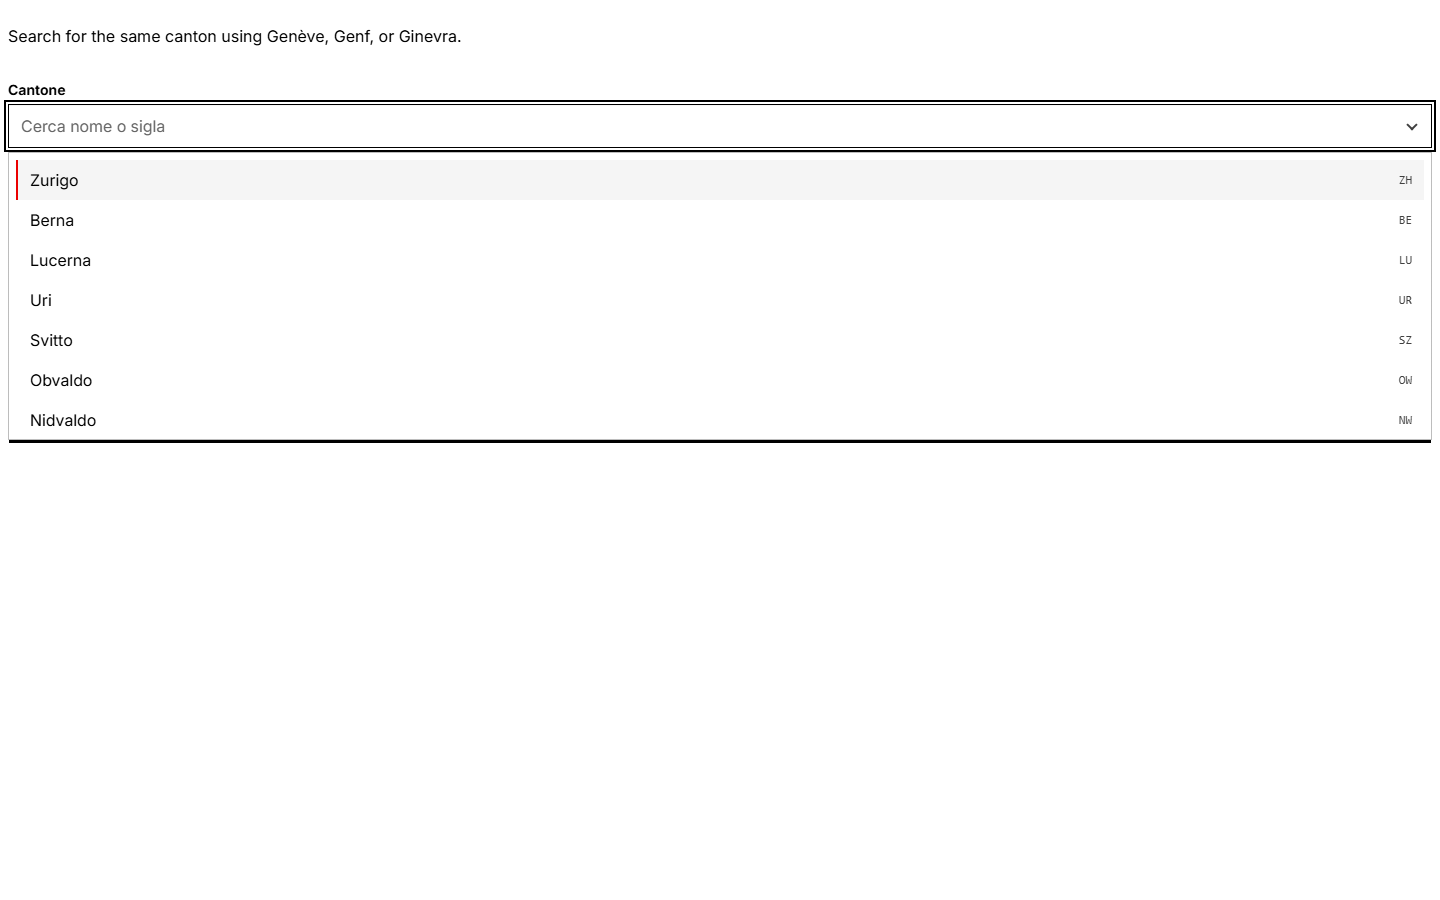 Search for the same canton using Genève, Genf, or Ginevra.
Cantone
Cerca nome o sigla
Zurigo ZH
Berna BE
Lucerna LU
Uri UR
Svitto SZ
Obvaldo OW
Nidvaldo NW